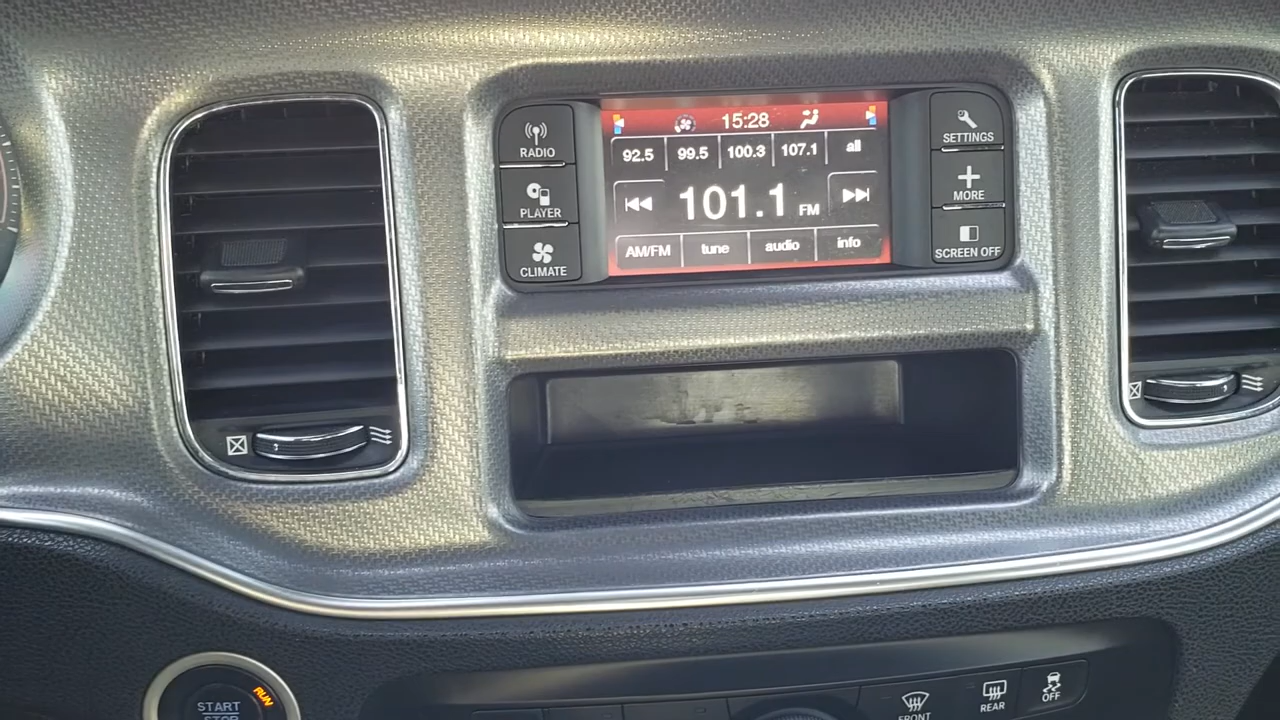 RADIO
PLAYER
CLIMATE
15:28
92.5 99.5 100.3 107.1 all
101.1 FM
AM/FM tune audio info
SETTINGS
MORE
SCREEN OFF
START
STOP
RUN
FRONT
REAR
OFF